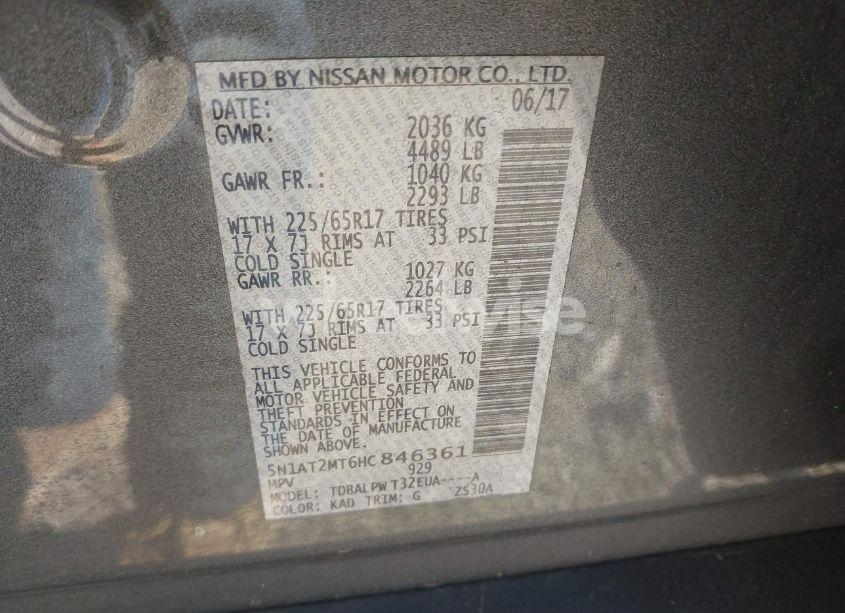 MFD BY NISSAN MOTOR CO., LTD.
DATE: 06/17
GVWR: 2036 KG
4489 LB
GAWR FR.: 1040 KG
2293 LB
WITH 225/65R17 TIRES
17 X 7J RIMS AT 33 PSI
COLD SINGLE
GAWR RR.: 1027 KG
2264 LB
WITH 225/65R17 TIRES
17 X 7J RIMS AT 33 PSI
COLD SINGLE
THIS VEHICLE CONFORMS TO
ALL APPLICABLE FEDERAL
MOTOR VEHICLE SAFETY AND
THEFT PREVENTION
STANDARDS IN EFFECT ON
THE DATE OF MANUFACTURE
SHOWN ABOVE.
5N1AT2MT6HC846361
MPV 929
MODEL: TDBALPW T32EUA----A
COLOR: KAD TRIM: G ZS30A